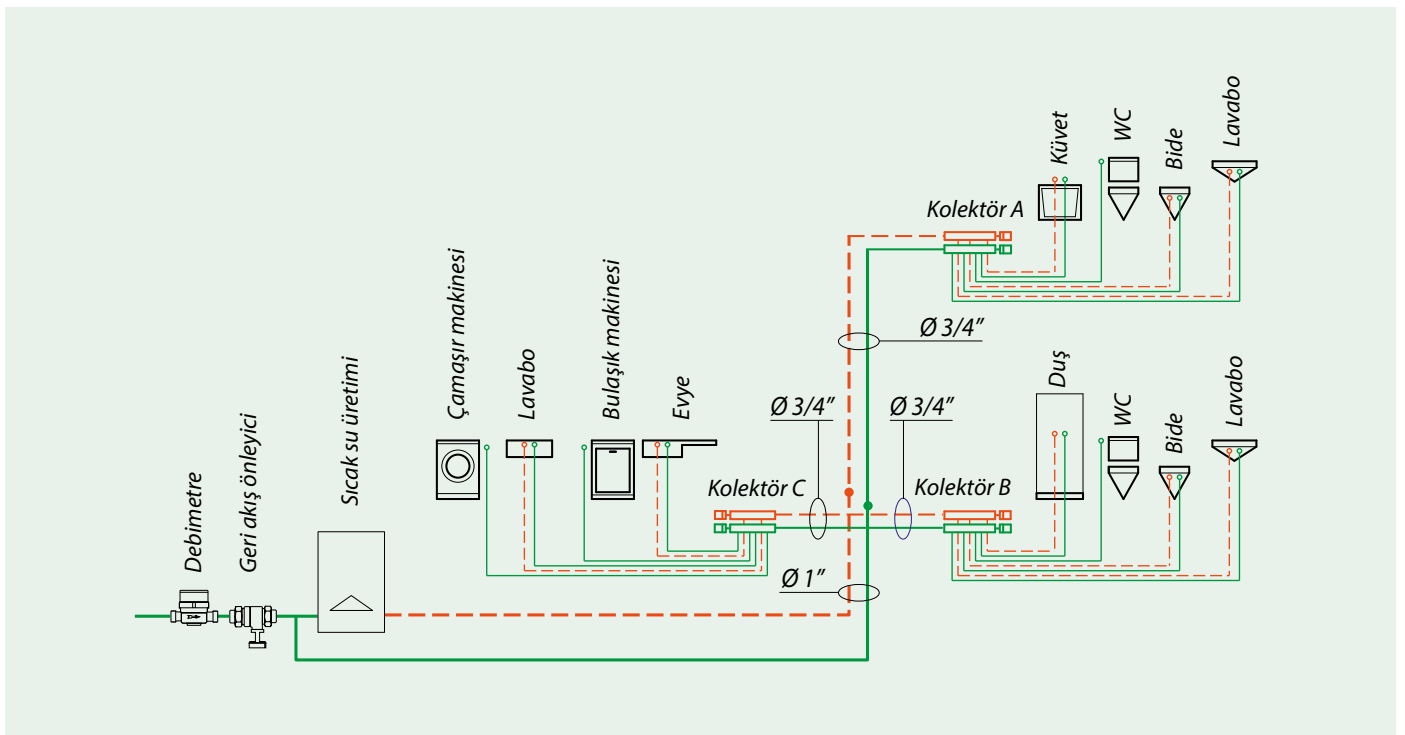 Küvet
WC
Bide
Lavabo
Kolektör A
Ø 3/4"
Çamaşır makinesi
Lavabo
Bulaşık makinesi
Evye
Ø 3/4"
Ø 3/4"
Duş
WC
Bide
Lavabo
Kolektör C
Kolektör B
Debimetre
Geri akış önleyici
Sıcak su üretimi
Ø 1"